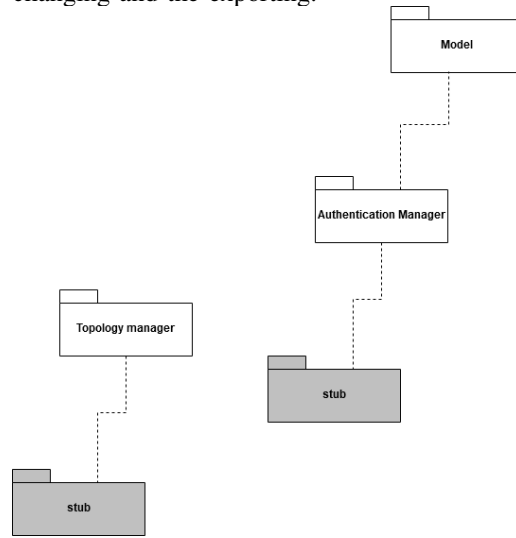 changing and the exporting.
Model
Authentication Manager
Topology manager
stub
stub